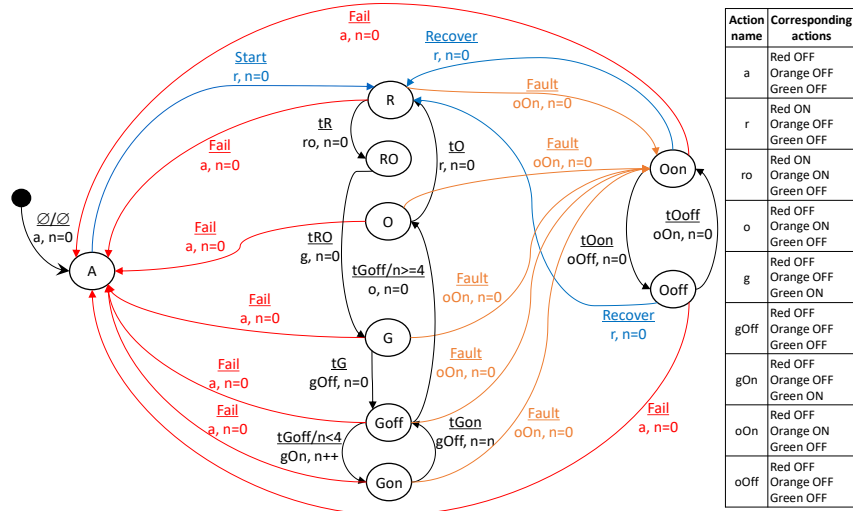 Fail
a, n=0
Start
r, n=0
Recover
r, n=0
R
Fault
oOn, n=0
tR
ro, n=0
Fail
a, n=0
RO
tO
r, n=0
Fault
oOn, n=0
Oon
∅/∅
a, n=0
Fail
a, n=0
O
tOon
oOff, n=0
tOoff
oOn, n=0
A
tRO
g, n=0
tGoff/n>=4
o, n=0
Fault
oOn, n=0
Ooff
Recover
r, n=0
Fail
a, n=0
G
tG
gOff, n=0
Fault
oOn, n=0
Fail
a, n=0
Fail
a, n=0
Goff
tGoff/n<4
gOn, n++
tGon
gOff, n=n
Fault
oOn, n=0
Fail
a, n=0
Gon
Action name
Corresponding actions
a
Red OFF
Orange OFF
Green OFF
r
Red ON
Orange OFF
Green OFF
ro
Red ON
Orange ON
Green OFF
o
Red OFF
Orange ON
Green OFF
g
Red OFF
Orange OFF
Green ON
gOff
Red OFF
Orange OFF
Green OFF
gOn
Red OFF
Orange OFF
Green ON
oOn
Red OFF
Orange ON
Green OFF
oOff
Red OFF
Orange OFF
Green OFF